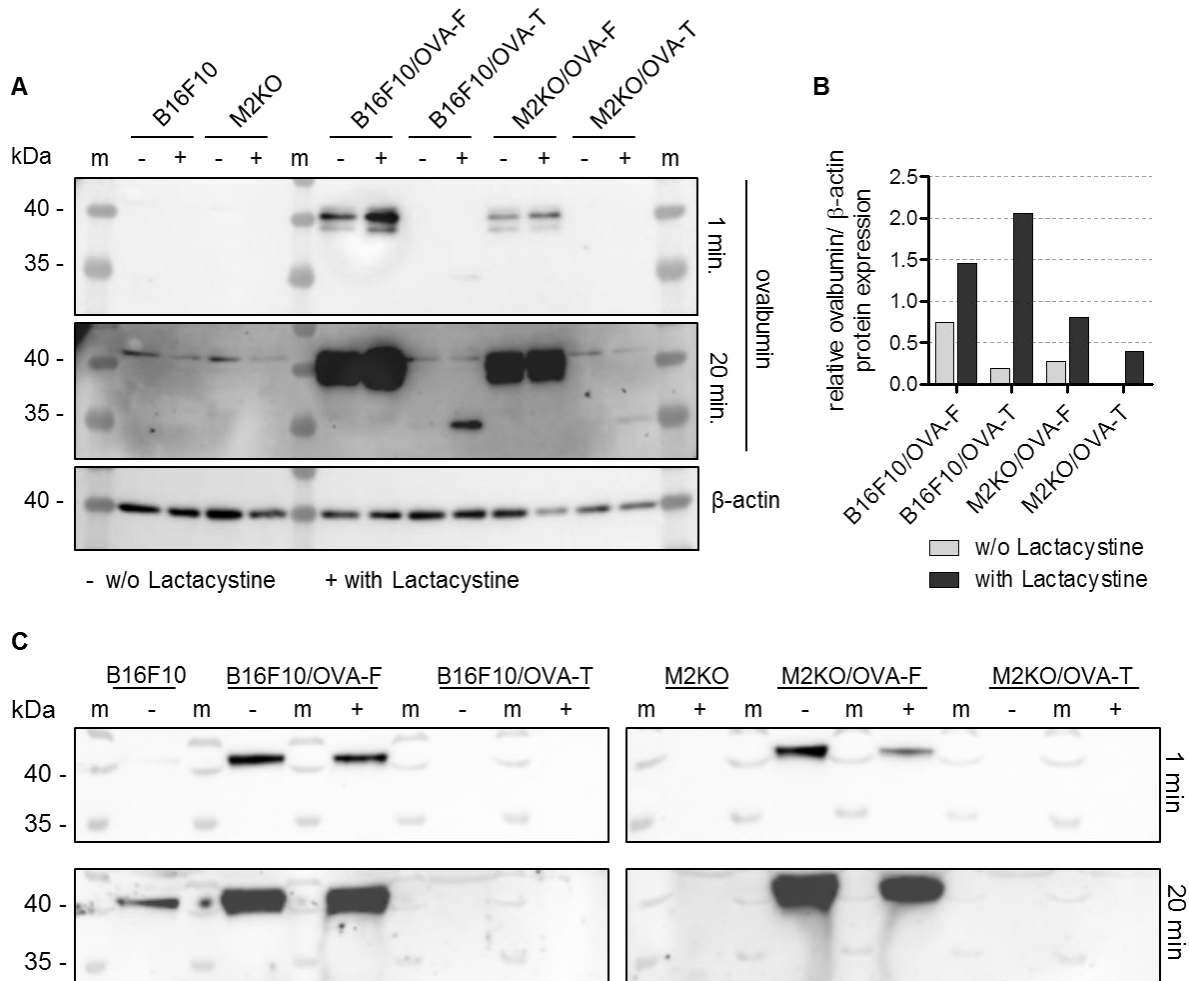 A
B16F10 M2KO B16F10/OVA-F B16F10/OVA-T M2KO/OVA-F M2KO/OVA-T
kDa m - + - + m - + - + - + - + m
40 -
35 -
1 min.
40 -
35 -
20 min.
ovalbumin
40 -
β-actin
- w/o Lactacystine + with Lactacystine
B
relative ovalbumin/ β-actin
protein expression
2.5
2.0
1.5
1.0
0.5
0.0
B16F10/OVA-F
B16F10/OVA-T
M2KO/OVA-F
M2KO/OVA-T
w/o Lactacystine
with Lactacystine
C
B16F10 B16F10/OVA-F B16F10/OVA-T M2KO M2KO/OVA-F M2KO/OVA-T
kDa m - m - m + m - m + m + m - m + m - m +
40 -
35 -
1 min
40 -
35 -
20 min